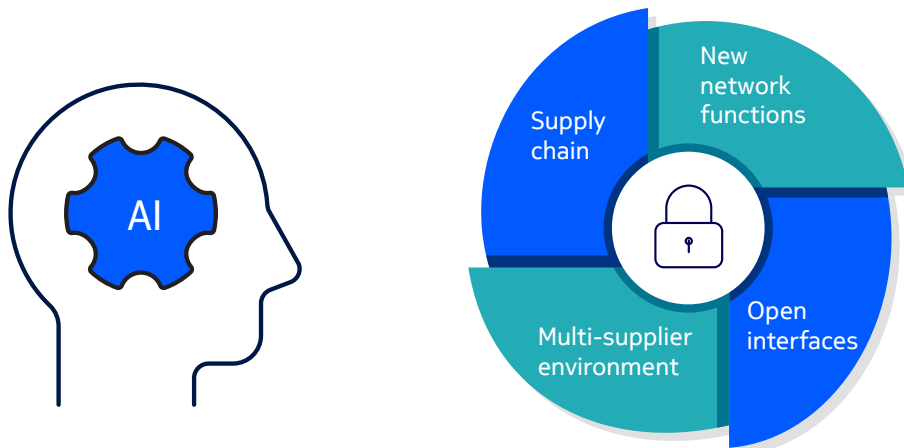 AI
Supply
chain
New
network
functions
Open
interfaces
Multi-supplier
environment